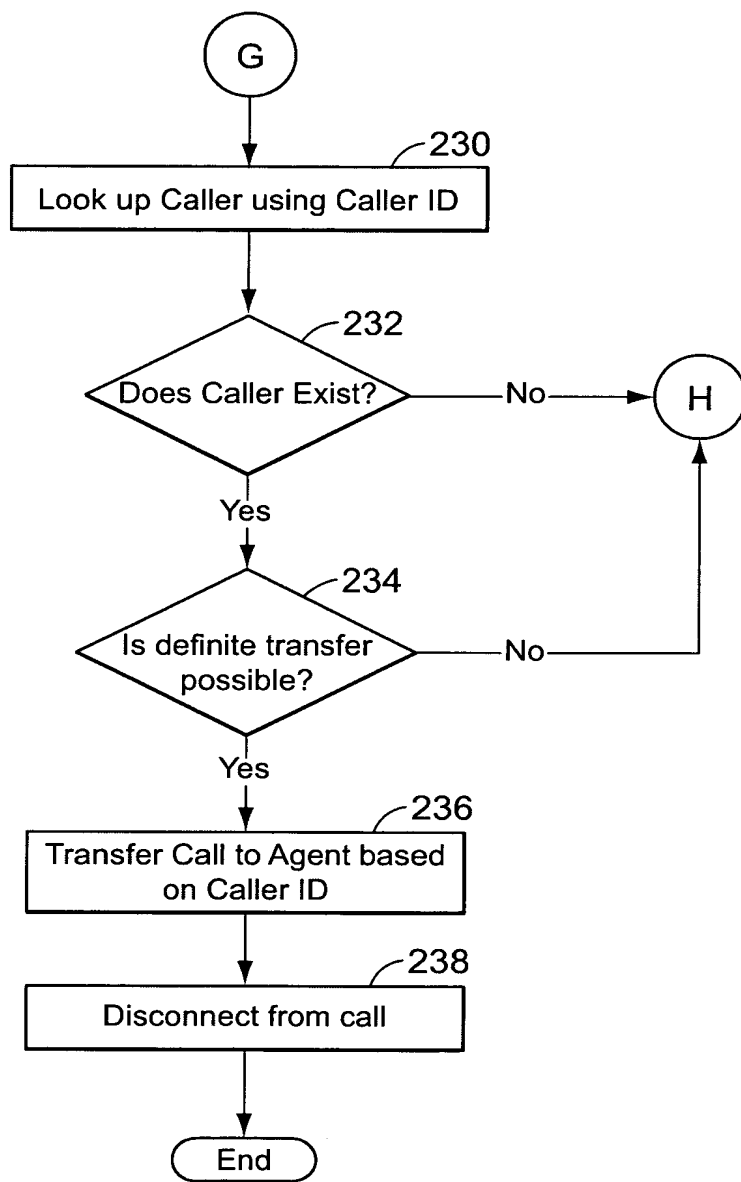 G
230
Look up Caller using Caller ID
232
Does Caller Exist?
No
H
Yes
234
Is definite transfer
possible?
No
Yes
236
Transfer Call to Agent based
on Caller ID
238
Disconnect from call
End